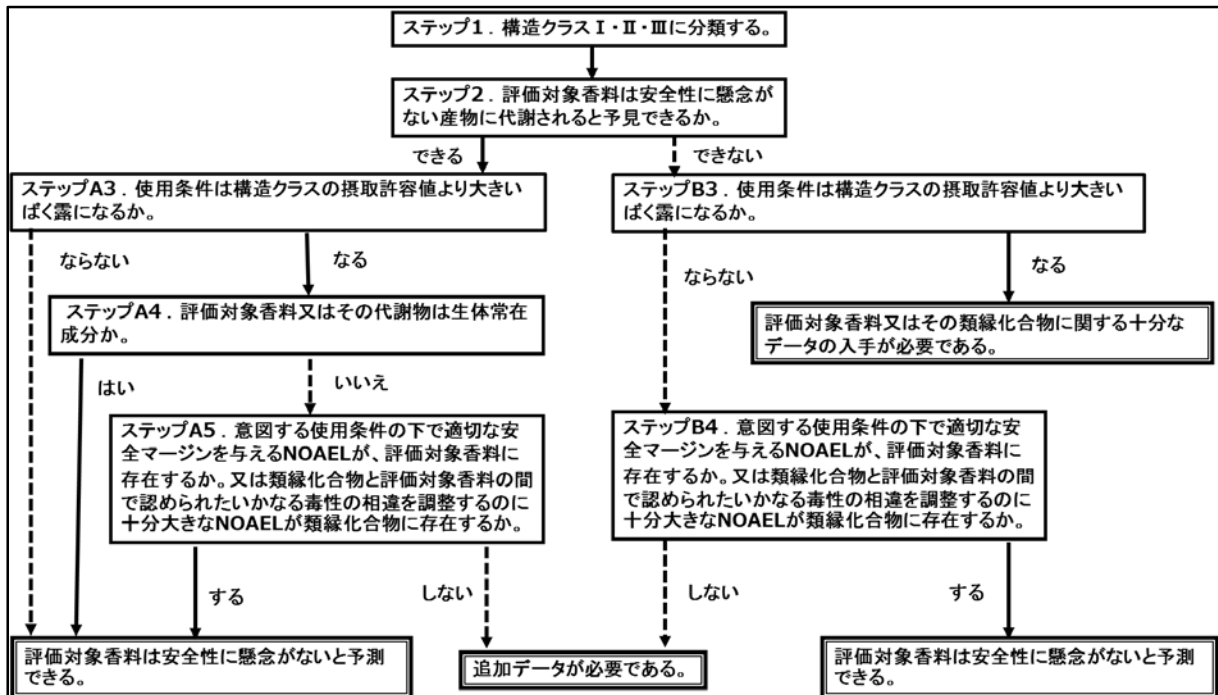 ステップ1．構造クラスⅠ・Ⅱ・Ⅲに分類する。
ステップ2．評価対象香料は安全性に懸念が
ない産物に代謝されると予見できるか。
できる
できない
ステップA3．使用条件は構造クラスの摂取許容値より大きい
ばく露になるか。
ステップB3．使用条件は構造クラスの摂取許容値より大きい
ばく露になるか。
ならない
なる
ならない
なる
ステップA4．評価対象香料又はその代謝物は生体常在
成分か。
評価対象香料又はその類縁化合物に関する十分な
データの入手が必要である。
はい
いいえ
ステップA5．意図する使用条件の下で適切な安
全マージンを与えるNOAELが、評価対象香料に
存在するか。又は類縁化合物と評価対象香料の間
で認められたいかなる毒性の相違を調整するのに
十分大きなNOAELが類縁化合物に存在するか。
ステップB4．意図する使用条件の下で適切な安
全マージンを与えるNOAELが、評価対象香料に
存在するか。又は類縁化合物と評価対象香料の間
で認められたいかなる毒性の相違を調整するのに
十分大きなNOAELが類縁化合物に存在するか。
する
しない
しない
する
評価対象香料は安全性に懸念がないと予測
できる。
追加データが必要である。
評価対象香料は安全性に懸念がないと予測
できる。